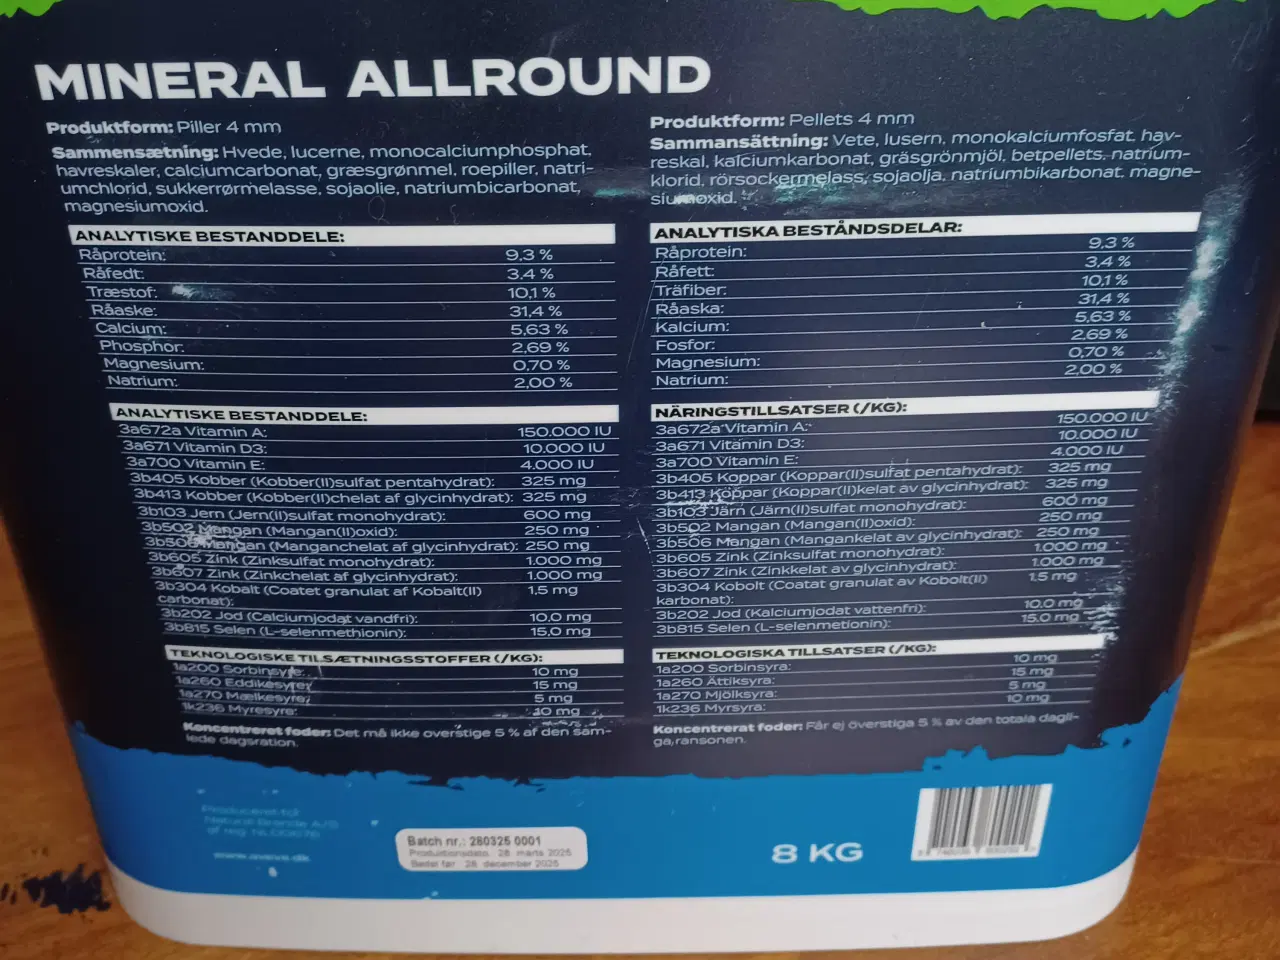 MINERAL ALLROUND
Produktform: Piller 4 mm
Sammensætning: Hvede, lucerne, monocalciumphosphat,
havreskaller, calciumcarbonat, græsgrønmel, roepiller, natri-
umchlorid, sukkerrørmelasse, sojaolie, natriumbicarbonat,
magnesiumoxid.
ANALYTISKE BESTANDDELE:
Råprotein: 9,3 %
Råfedt: 3,4 %
Træstof: 10,1 %
Råaske: 31,4 %
Calcium: 5,63 %
Phosphor: 2,69 %
Magnesium: 0,70 %
Natrium: 2,00 %
ANALYTISKE BESTANDDELE:
3a672a Vitamin A: 150.000 IU
3a671 Vitamin D3: 10.000 IU
3a700 Vitamin E: 4.000 IU
3b405 Kobber (Kobber(II)sulfat pentahydrat): 325 mg
3b413 Kobber (Kobber(II)chelat af glycinhydrat): 325 mg
3b103 Jern (Jern(II)sulfat monohydrat): 600 mg
3b502 Mangan (Mangan(II)oxid): 250 mg
3b506 Mangan (Manganchelat af glycinhydrat): 250 mg
3b605 Zink (Zinksulfat monohydrat): 1.000 mg
3b607 Zink (Zinkchelat af glycinhydrat): 1.000 mg
3b304 Kobalt (Coatet granulat af Kobalt(II) 1,5 mg
carbonat):
3b202 Jod (Calciumjodat vandfri): 10,0 mg
3b815 Selen (L-selenmethionin): 15,0 mg
TEKNOLOGISKE TILSÆTNINGSSTOFFER (/KG):
1a200 Sorbinsyre: 10 mg
1a260 Eddikesyre: 15 mg
1a270 Mælkesyre: 5 mg
1k236 Myresyre: 10 mg
Koncentreret foder: Det må ikke overstige 5 % af den sam-
lede dagsration.
Produktform: Pellets 4 mm
Sammansättning: Vete, lusern, monokalciumfosfat, hav-
reskal, kalciumkarbonat, gräsgrönmjöl, betpellets, natrium-
klorid, rörsockermelass, sojaolja, natriumbikarbonat, magne-
siumoxid.
ANALYTISKA BESTÅNDSDELAR:
Råprotein: 9,3 %
Råfett: 3,4 %
Träfiber: 10,1 %
Råaska: 31,4 %
Kalcium: 5,63 %
Fosfor: 2,69 %
Magnesium: 0,70 %
Natrium: 2,00 %
NÄRINGSTILLSATSER (/KG):
3a672a Vitamin A: 150.000 IU
3a671 Vitamin D3: 10.000 IU
3a700 Vitamin E: 4.000 IU
3b405 Koppar (Koppar(II)sulfat pentahydrat): 325 mg
3b413 Koppar (Koppar(II)kelat av glycinhydrat): 325 mg
3b103 Järn (Järn(II)sulfat monohydrat): 600 mg
3b502 Mangan (Mangan(II)oxid): 250 mg
3b506 Mangan (Mangankelat av glycinhydrat): 250 mg
3b605 Zink (Zinksulfat monohydrat): 1.000 mg
3b607 Zink (Zinkkelat av glycinhydrat): 1.000 mg
3b304 Kobolt (Coatat granulat av Kobolt(II) 1,5 mg
karbonat):
3b202 Jod (Kalciumjodat vattenfri): 10,0 mg
3b815 Selen (L-selenmetionin): 15,0 mg
TEKNOLOGISKA TILLSATSER (/KG):
1a200 Sorbinsyra: 10 mg
1a260 Ättiksyra: 15 mg
1a270 Mjölksyra: 5 mg
1k236 Myrsyra: 10 mg
Koncentrerat foder: Får ej överstiga 5 % av den totala dagli-
ga ransonen.
Produceret for
Natural Brande A/S
af reg.
Batch nr.: 280325 0001
Produktionsdato 28 marts 2025
Bedst før 28 december 2025
8 KG